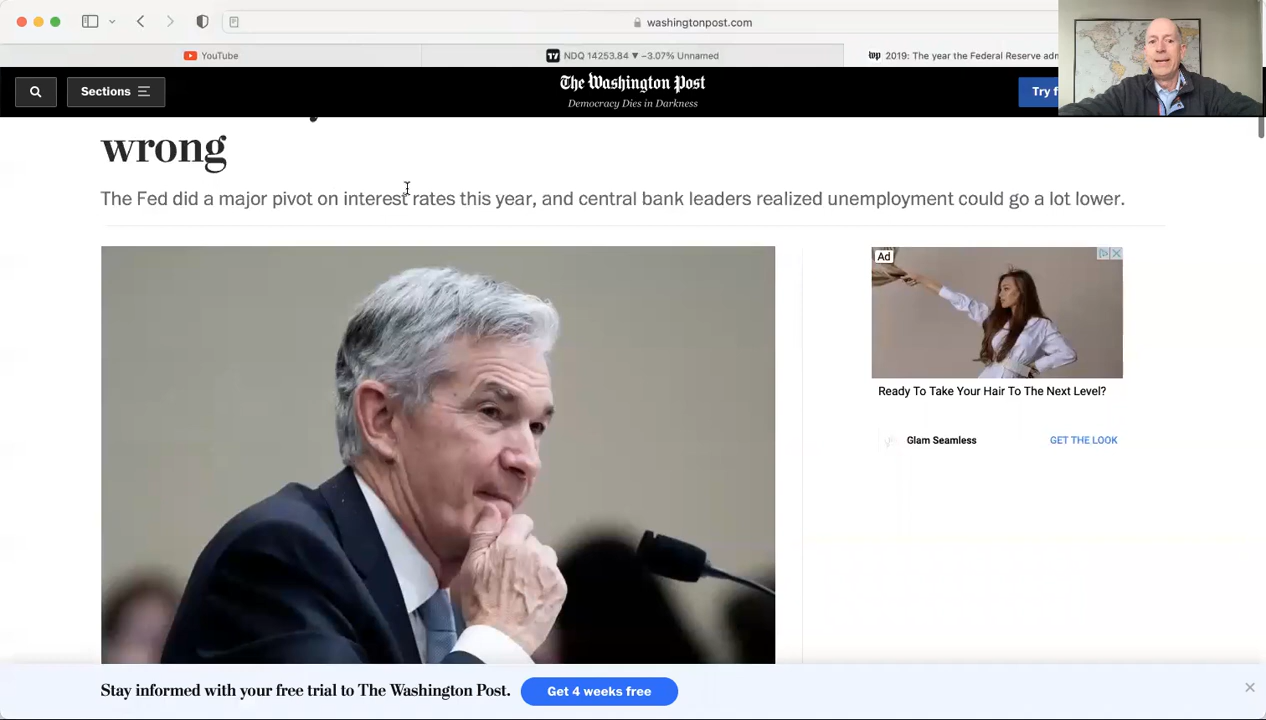 washingtonpost.com
YouTube
NDQ 14253.84 ▼ −3.07% Unnamed
wp 2019: The year the Federal Reserve adm
Sections
The Washington Post
Democracy Dies in Darkness
Try f
wrong
The Fed did a major pivot on interest rates this year, and central bank leaders realized unemployment could go a lot lower.
Ad
Ready To Take Your Hair To The Next Level?
Glam Seamless
GET THE LOOK
Stay informed with your free trial to The Washington Post.
Get 4 weeks free